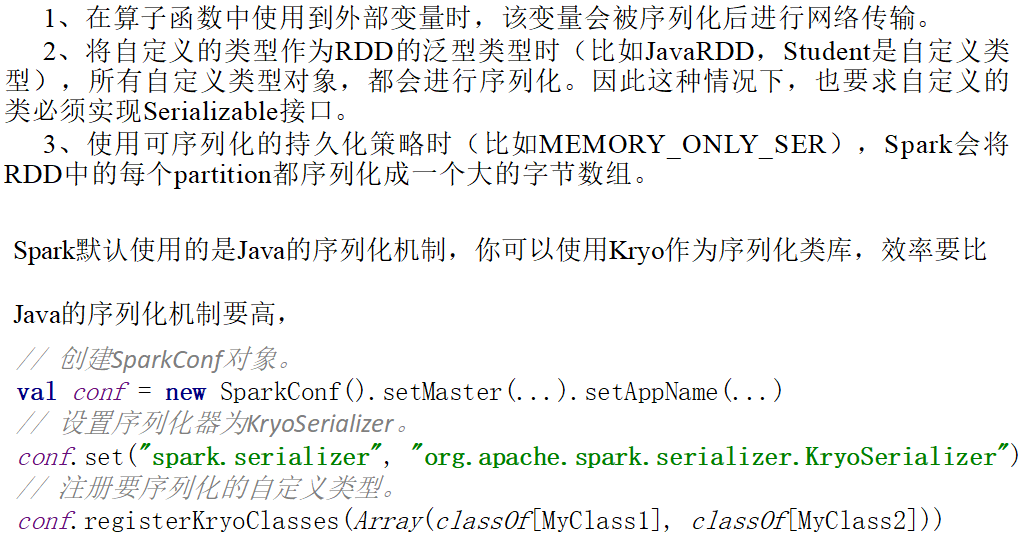 1、在算子函数中使用到外部变量时，该变量会被序列化后进行网络传输。
2、将自定义的类型作为RDD的泛型类型时（比如JavaRDD，Student是自定义类
型），所有自定义类型对象，都会进行序列化。因此这种情况下，也要求自定义的
类必须实现Serializable接口。
3、使用可序列化的持久化策略时（比如MEMORY_ONLY_SER），Spark会将
RDD中的每个partition都序列化成一个大的字节数组。
Spark默认使用的是Java的序列化机制，你可以使用Kryo作为序列化类库，效率要比
Java的序列化机制要高，
// 创建SparkConf对象。
val conf = new SparkConf().setMaster(...).setAppName(...)
// 设置序列化器为KryoSerializer。
conf.set("spark.serializer", "org.apache.spark.serializer.KryoSerializer")
// 注册要序列化的自定义类型。
conf.registerKryoClasses(Array(classOf[MyClass1], classOf[MyClass2]))